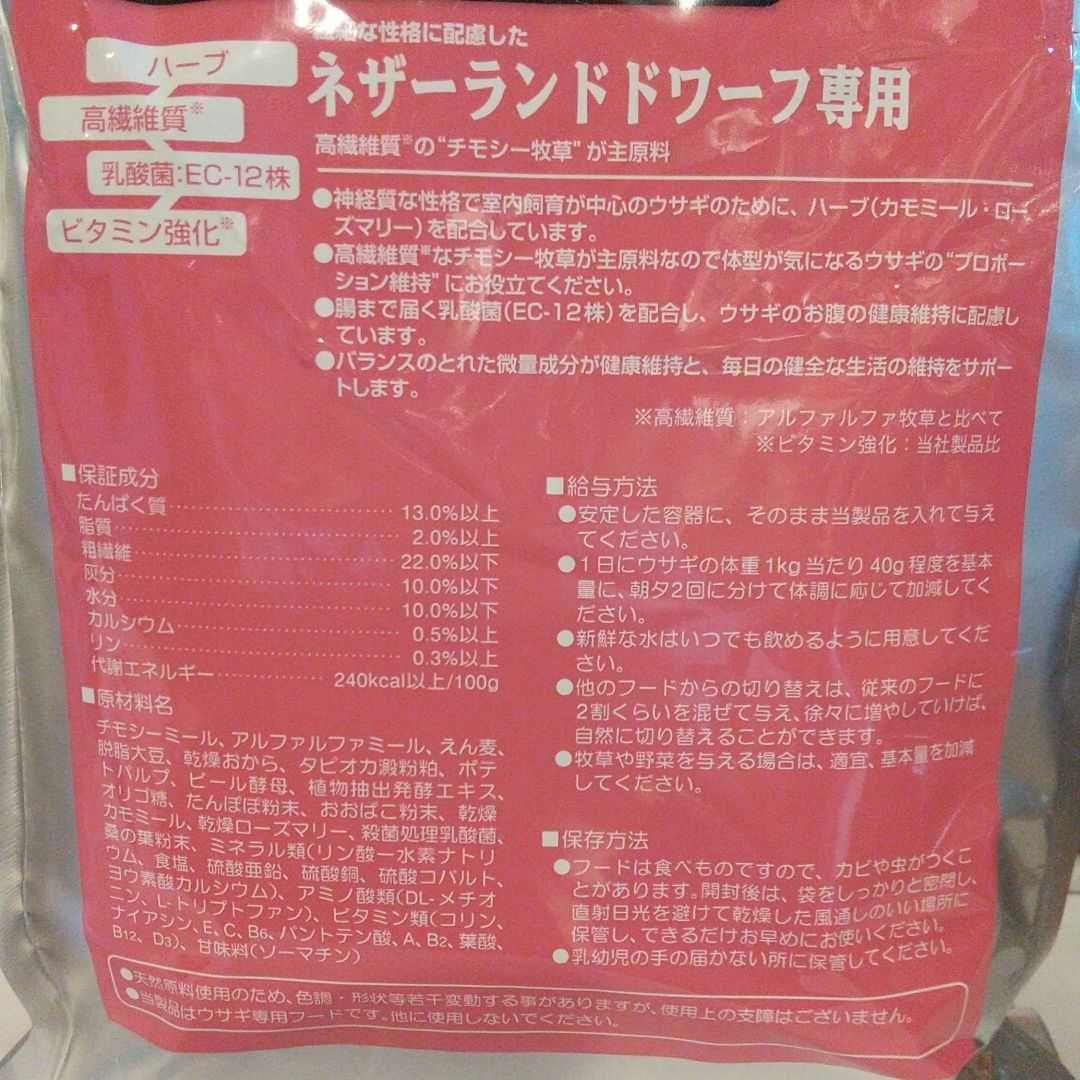 な性格に配慮した
ネザーランドドワーフ専用
高繊維質※の“チモシー牧草”が主原料
ハーブ
高繊維質※
乳酸菌:EC-12株
ビタミン強化※
●神経質な性格で室内飼育が中心のウサギのために、ハーブ(カモミール・ロー
ズマリー)を配合しています。
●高繊維質※なチモシー牧草が主原料なので体型が気になるウサギの“プロポー
ション維持”にお役立てください。
●腸まで届く乳酸菌(EC-12株)を配合し、ウサギのお腹の健康維持に配慮し
ています。
●バランスのとれた微量成分が健康維持と、毎日の健全な生活の維持をサポー
トします。
※高繊維質:アルファルファ牧草と比べて
※ビタミン強化:当社製品比
■保証成分
たんぱく質……13.0%以上
脂質……2.0%以上
粗繊維……22.0%以下
灰分……10.0%以下
水分……10.0%以下
カルシウム……0.5%以上
リン……0.3%以上
代謝エネルギー……240kcal以上/100g
■原材料名
チモシーミール、アルファルファミール、えん麦、
脱脂大豆、乾燥おから、タピオカ澱粉粕、ポテ
トパルプ、ビール酵母、植物抽出発酵エキス、
オリゴ糖、たんぽぽ粉末、おおばこ粉末、乾燥
カモミール、乾燥ローズマリー、殺菌処理乳酸菌、
桑の葉粉末、ミネラル類(リン酸一水素ナトリ
ウム、食塩、硫酸亜鉛、硫酸銅、硫酸コバルト、
ヨウ素酸カルシウム)、アミノ酸類(DL-メチオ
ニン、L-トリプトファン)、ビタミン類(コリン、
ナイアシン、E、C、B6、パントテン酸、A、B2、葉酸、
B12、D3)、甘味料(ソーマチン)
■給与方法
●安定した容器に、そのまま当製品を入れて与え
てください。
●1日にウサギの体重1kg当たり40g程度を基本
量に、朝夕2回に分けて体調に応じて加減してく
ださい。
●新鮮な水はいつでも飲めるように用意してくだ
さい。
●他のフードからの切り替えは、従来のフードに
2割くらいを混ぜて与え、徐々に増やしていけば、
自然に切り替えることができます。
●牧草や野菜を与える場合は、適宜、基本量を加減
してください。
■保存方法
●フードは食べものですので、カビや虫がつくこ
とがあります。開封後は、袋をしっかりと密閉し、
直射日光を避けて乾燥した風通しのいい場所に
保管し、できるだけお早めにお使いください。
●乳幼児の手の届かない所に保管してください。
●天然原料使用のため、色調・形状等若干変動する事がありますが、使用上の支障はございません。
●当製品はウサギ専用フードです。他に使用しないでください。